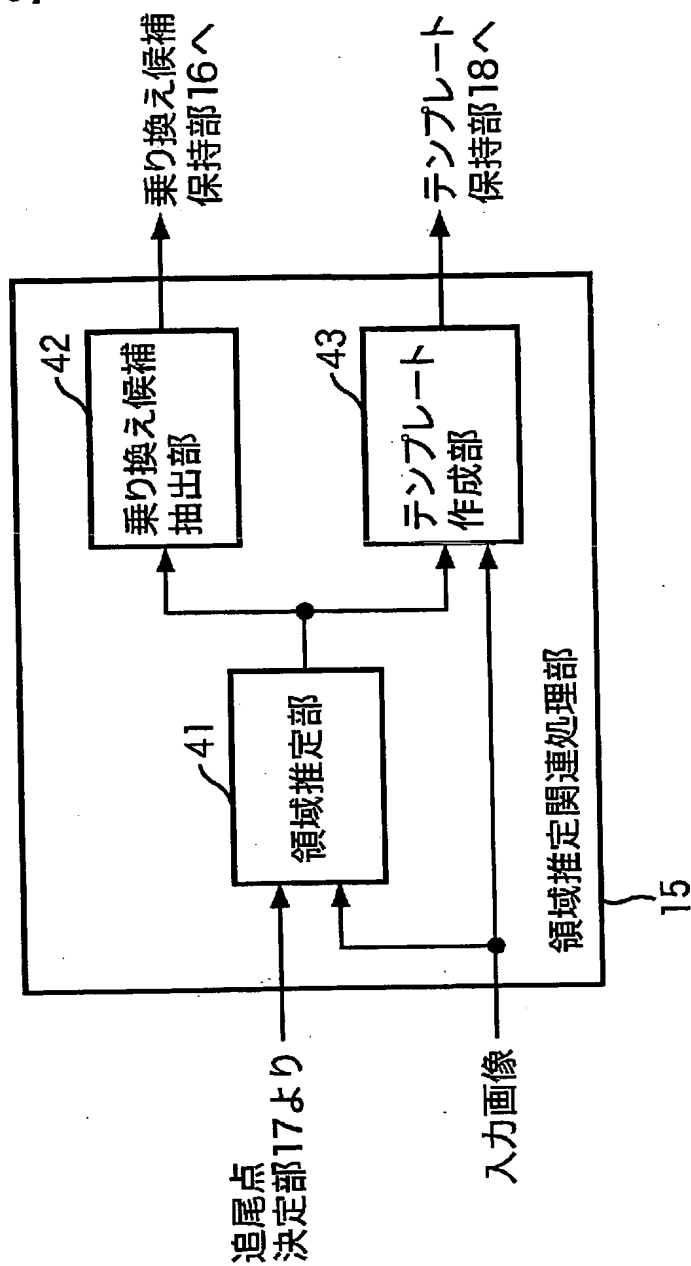 追尾点
決定部17より
入力画像
41
領域推定部
42
乗り換え候補
抽出部
43
テンプレート
作成部
乗り換え候補
保持部16へ
テンプレート
保持部18へ
領域推定関連処理部
15